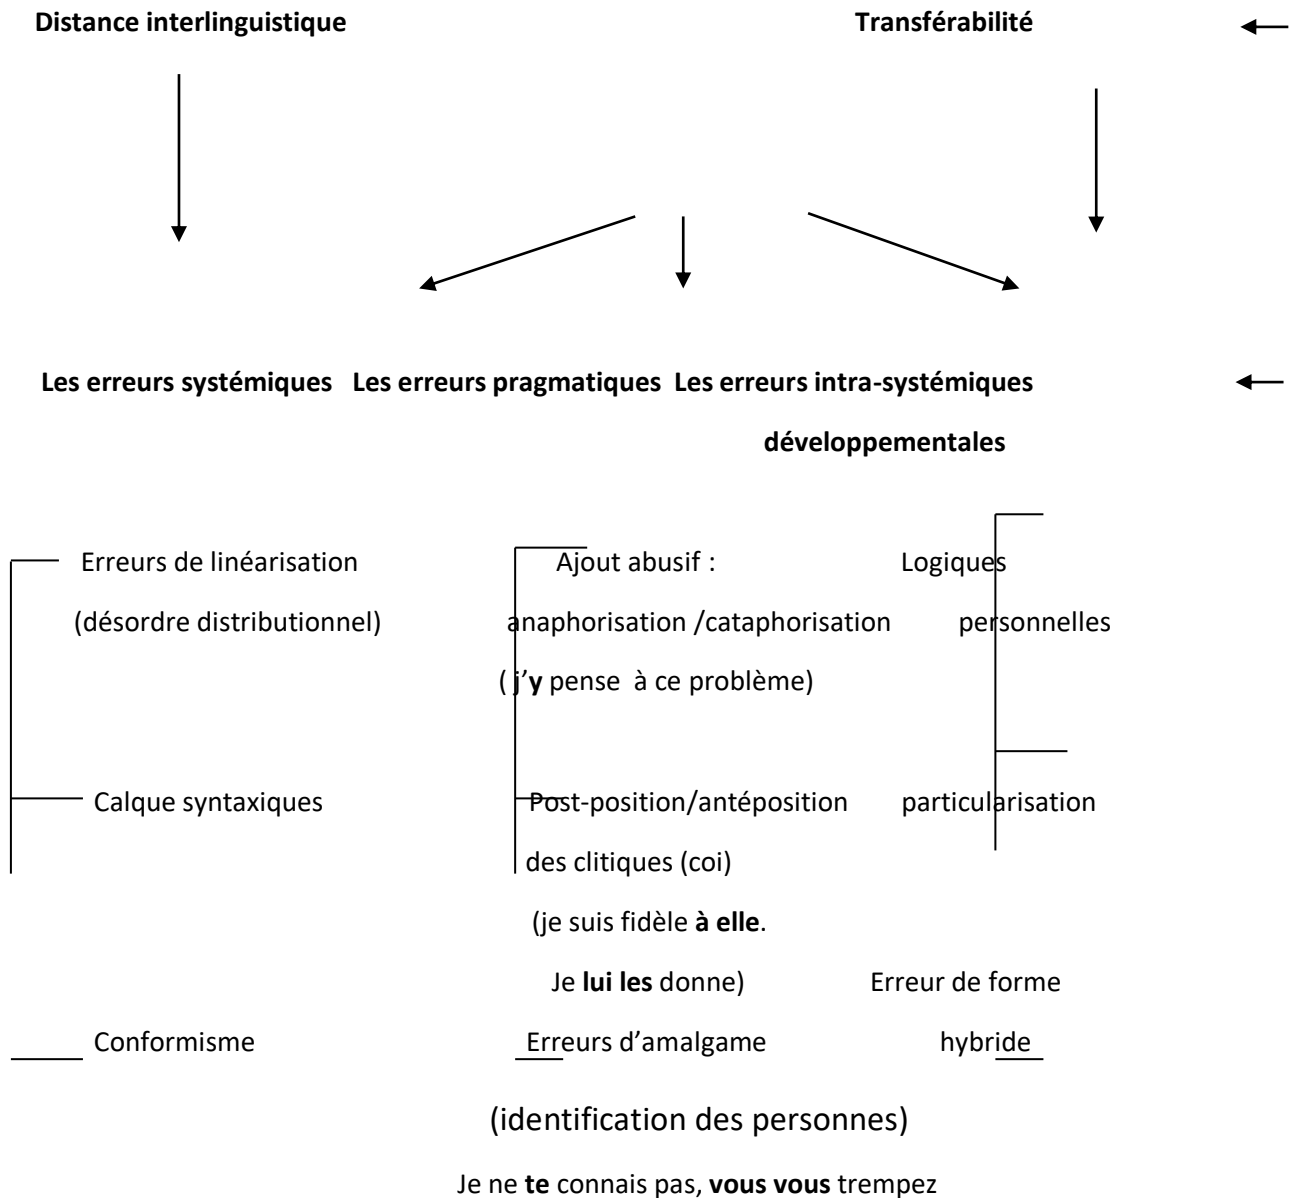 Distance interlinguistique Transférabilité
Les erreurs systémiques Les erreurs pragmatiques Les erreurs intra-systémiques
développementales
Erreurs de linéarisation Ajout abusif : Logiques
(désordre distributionnel) anaphorisation /cataphorisation personnelles
( j’y pense à ce problème)
Calque syntaxiques Post-position/antéposition particularisation
des clitiques (coi)
(je suis fidèle à elle.
Je lui les donne) Erreur de forme
Conformisme Erreurs d’amalgame hybride
(identification des personnes)
Je ne te connais pas, vous vous trempez